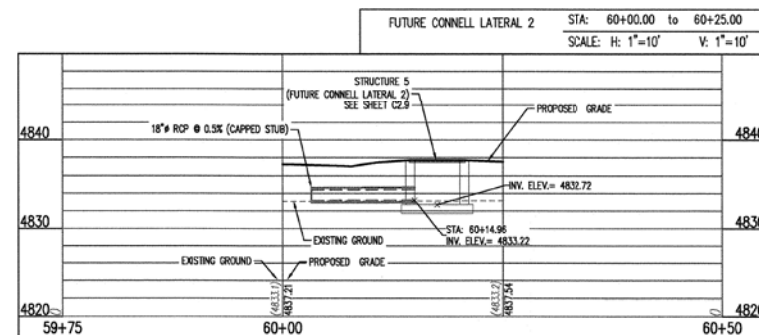 FUTURE CONNELL LATERAL 2
STA: 60+00.00 to 60+25.00
SCALE: H: 1"=10' V: 1"=10'
STRUCTURE 5
(FUTURE CONNELL LATERAL 2)
SEE SHEET C2.9
PROPOSED GRADE
18"ø RCP @ 0.5% (CAPPED STUB)
4840
4840
INV. ELEV.= 4832.72
4830
4830
STA: 60+14.96
INV. ELEV.= 4833.22
EXISTING GROUND
EXISTING GROUND
PROPOSED GRADE
(4833.1)
4837.21
(4833.2)
4837.54
4820
4820
0
0
59+75
60+00
60+50